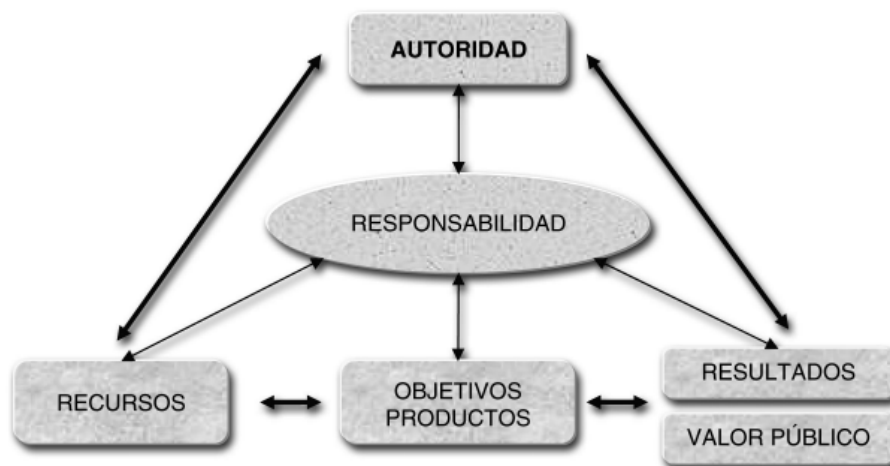 AUTORIDAD
RESPONSABILIDAD
RECURSOS
OBJETIVOS
PRODUCTOS
RESULTADOS
VALOR PÚBLICO